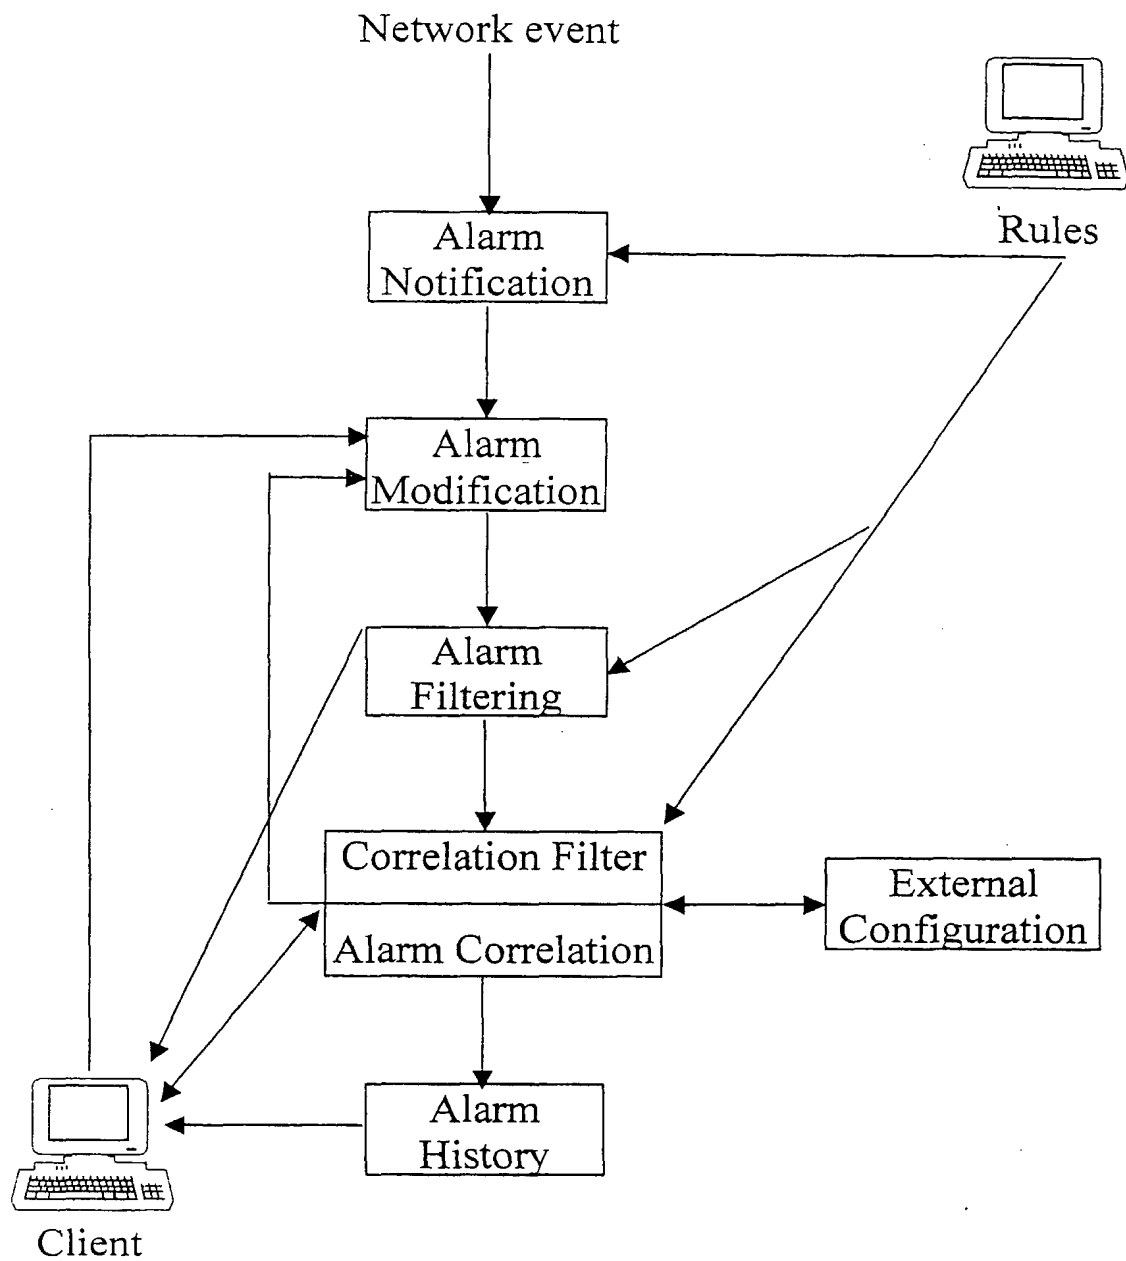 Network event
Rules
Alarm
Notification
Alarm
Modification
Alarm
Filtering
Correlation Filter
External
Configuration
Alarm Correlation
Alarm
History
Client